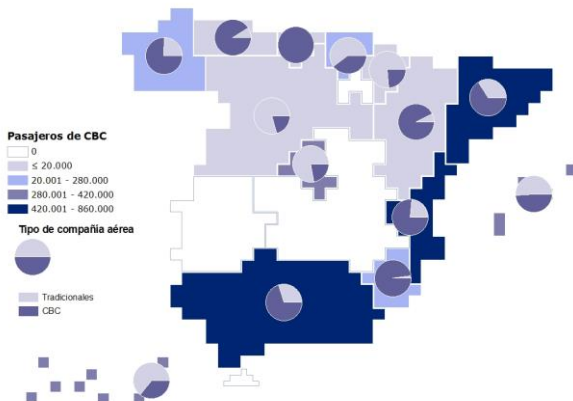 Pasajeros de CBC
0
≤ 20.000
20.001 - 280.000
280.001 - 420.000
420.001 - 860.000
Tipo de compañia aérea
Tradicionales
CBC